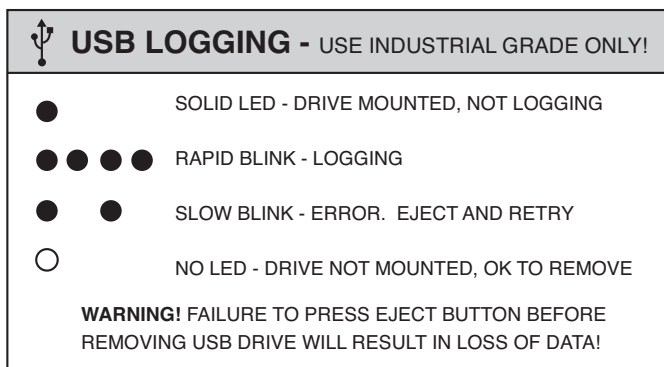 USB LOGGING - USE INDUSTRIAL GRADE ONLY!
SOLID LED - DRIVE MOUNTED, NOT LOGGING
RAPID BLINK - LOGGING
SLOW BLINK - ERROR. EJECT AND RETRY
NO LED - DRIVE NOT MOUNTED, OK TO REMOVE
WARNING! FAILURE TO PRESS EJECT BUTTON BEFORE
REMOVING USB DRIVE WILL RESULT IN LOSS OF DATA!